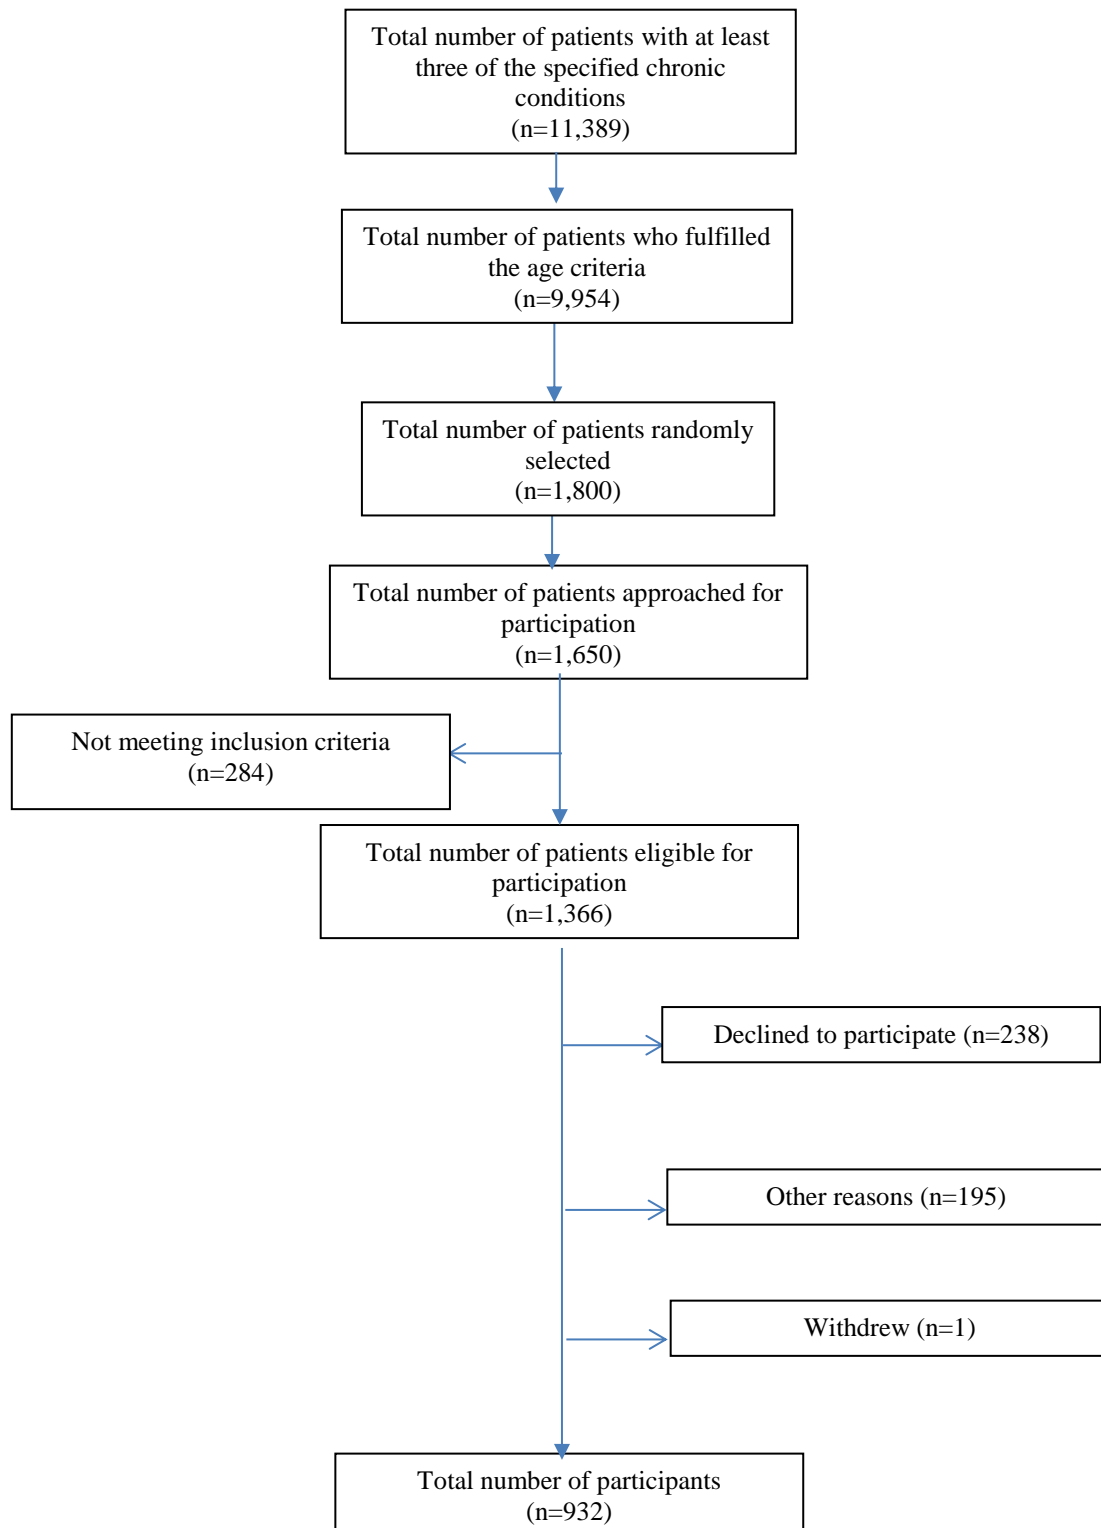 Total number of patients with at least
three of the specified chronic
conditions
(n=11,389)
Total number of patients who fulfilled
the age criteria
(n=9,954)
Total number of patients randomly
selected
(n=1,800)
Total number of patients approached for
participation
(n=1,650)
Not meeting inclusion criteria
(n=284)
Total number of patients eligible for
participation
(n=1,366)
Declined to participate (n=238)
Other reasons (n=195)
Withdrew (n=1)
Total number of participants
(n=932)